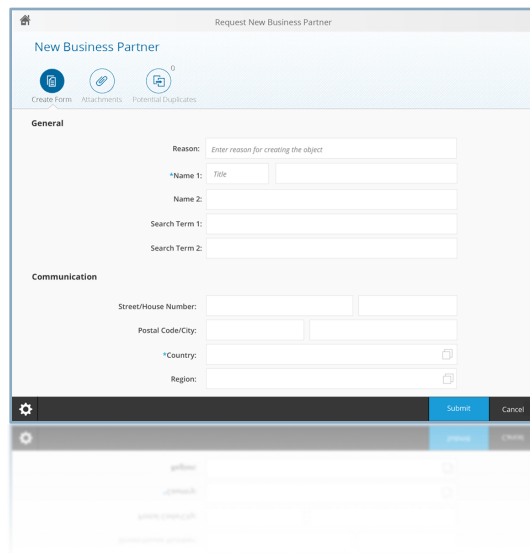 Request New Business Partner
New Business Partner
0
Create Form Attachments Potential Duplicates
General
Reason: Enter reason for creating the object
*Name 1: Title
Name 2:
Search Term 1:
Search Term 2:
Communication
Street/House Number:
Postal Code/City:
*Country:
Region:
Submit Cancel